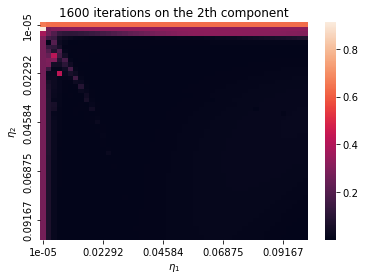 1600 iterations on the 2th component
1e-05
0.02292
0.04584
0.06875
0.09167
η₂
1e-05 0.02292 0.04584 0.06875 0.09167
η₁
0.8
0.6
0.4
0.2